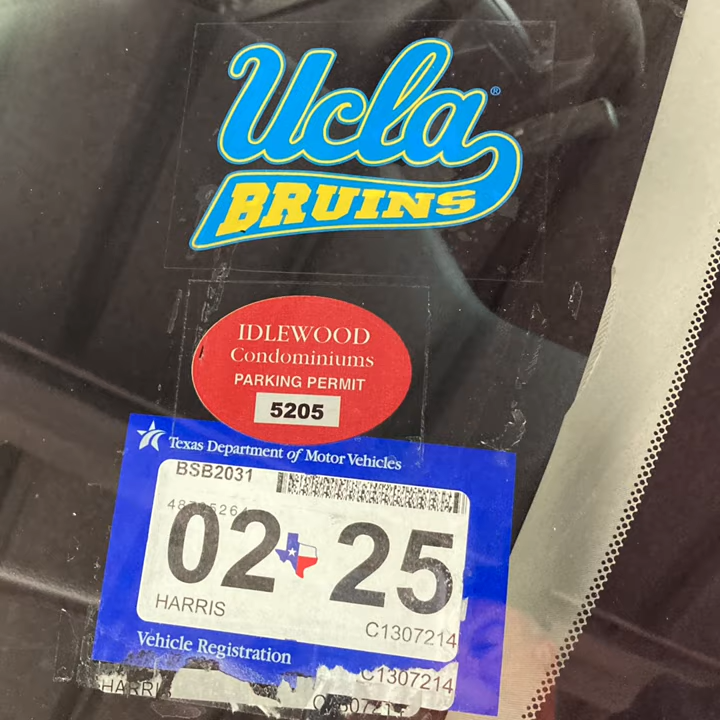 Ucla®
BRUINS
IDLEWOOD
Condominiums
PARKING PERMIT
5205
Texas Department of Motor Vehicles
BSB2031
02 25
HARRIS
C1307214
Vehicle Registration
C1307214